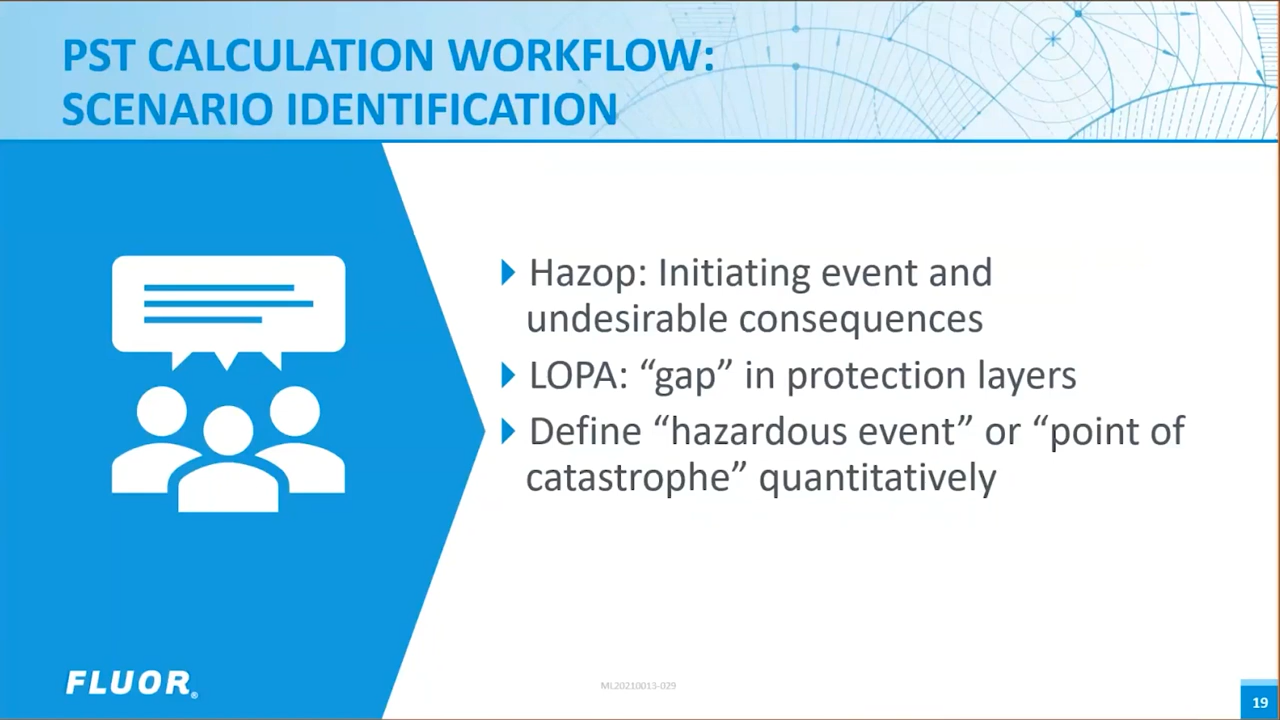 PST CALCULATION WORKFLOW:
SCENARIO IDENTIFICATION
Hazop: Initiating event and
undesirable consequences
LOPA: “gap” in protection layers
Define “hazardous event” or “point of
catastrophe” quantitatively
FLUOR®
ML20210013-029
19